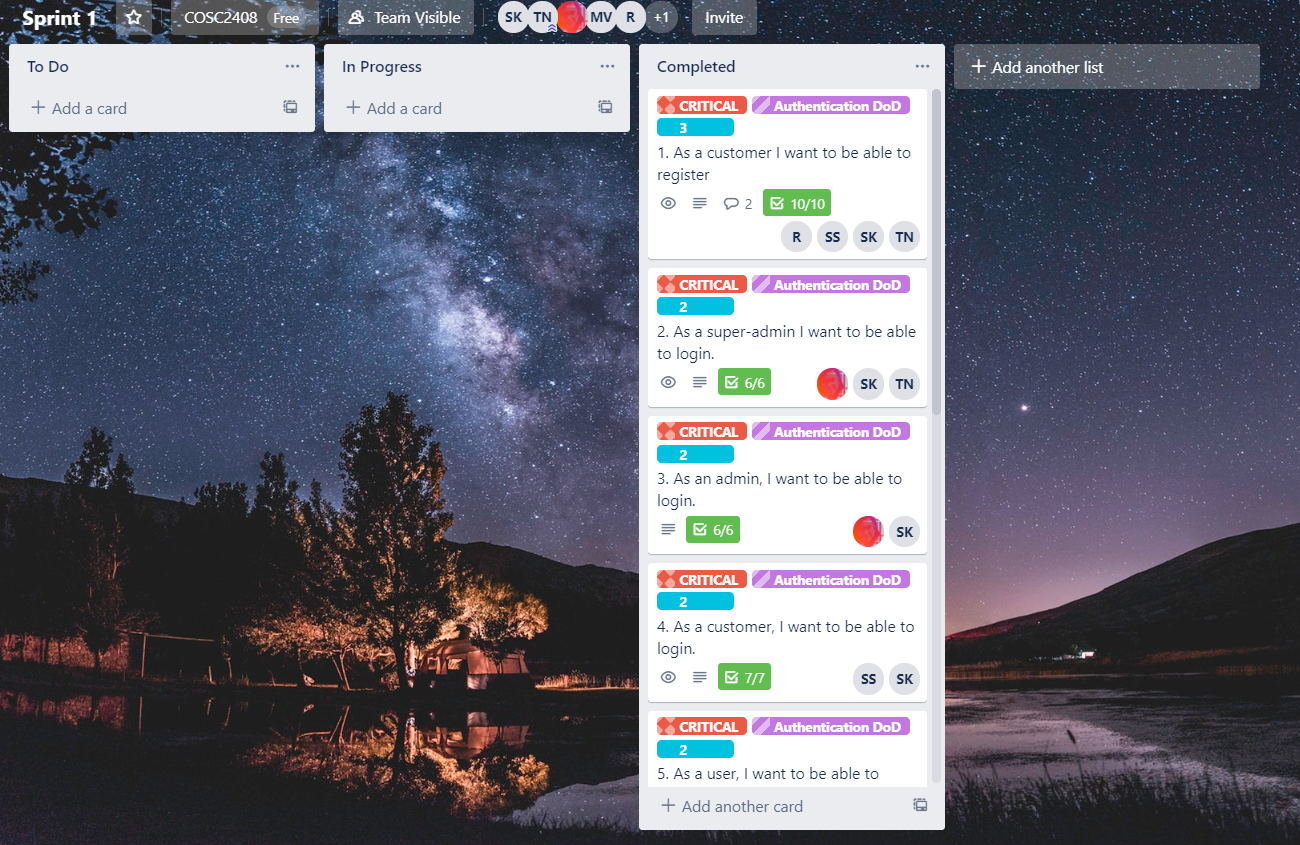 Sprint 1
COSC2408 Free
Team Visible
SK TN MV R +1
Invite
To Do
Add a card
In Progress
Add a card
Completed
CRITICAL Authentication DoD
3
1. As a customer I want to be able to
register
2 10/10
R SS SK TN
CRITICAL Authentication DoD
2
2. As a super-admin I want to be able
to login.
6/6 SK TN
CRITICAL Authentication DoD
2
3. As an admin, I want to be able to
login.
6/6 SK
CRITICAL Authentication DoD
2
4. As a customer, I want to be able to
login.
7/7 SS SK
CRITICAL Authentication DoD
2
5. As a user, I want to be able to
Add another card
Add another list